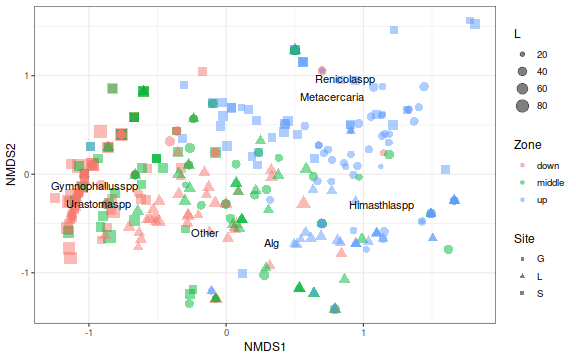 L
20
40
60
80
Zone
down
middle
up
Site
G
L
S
Renicolaspp
Metacercaria
Gymnophallusspp
Urastomaspp
Himasthlaspp
Other
Alg
NMDS2
1
0
-1
-1
0
1
NMDS1